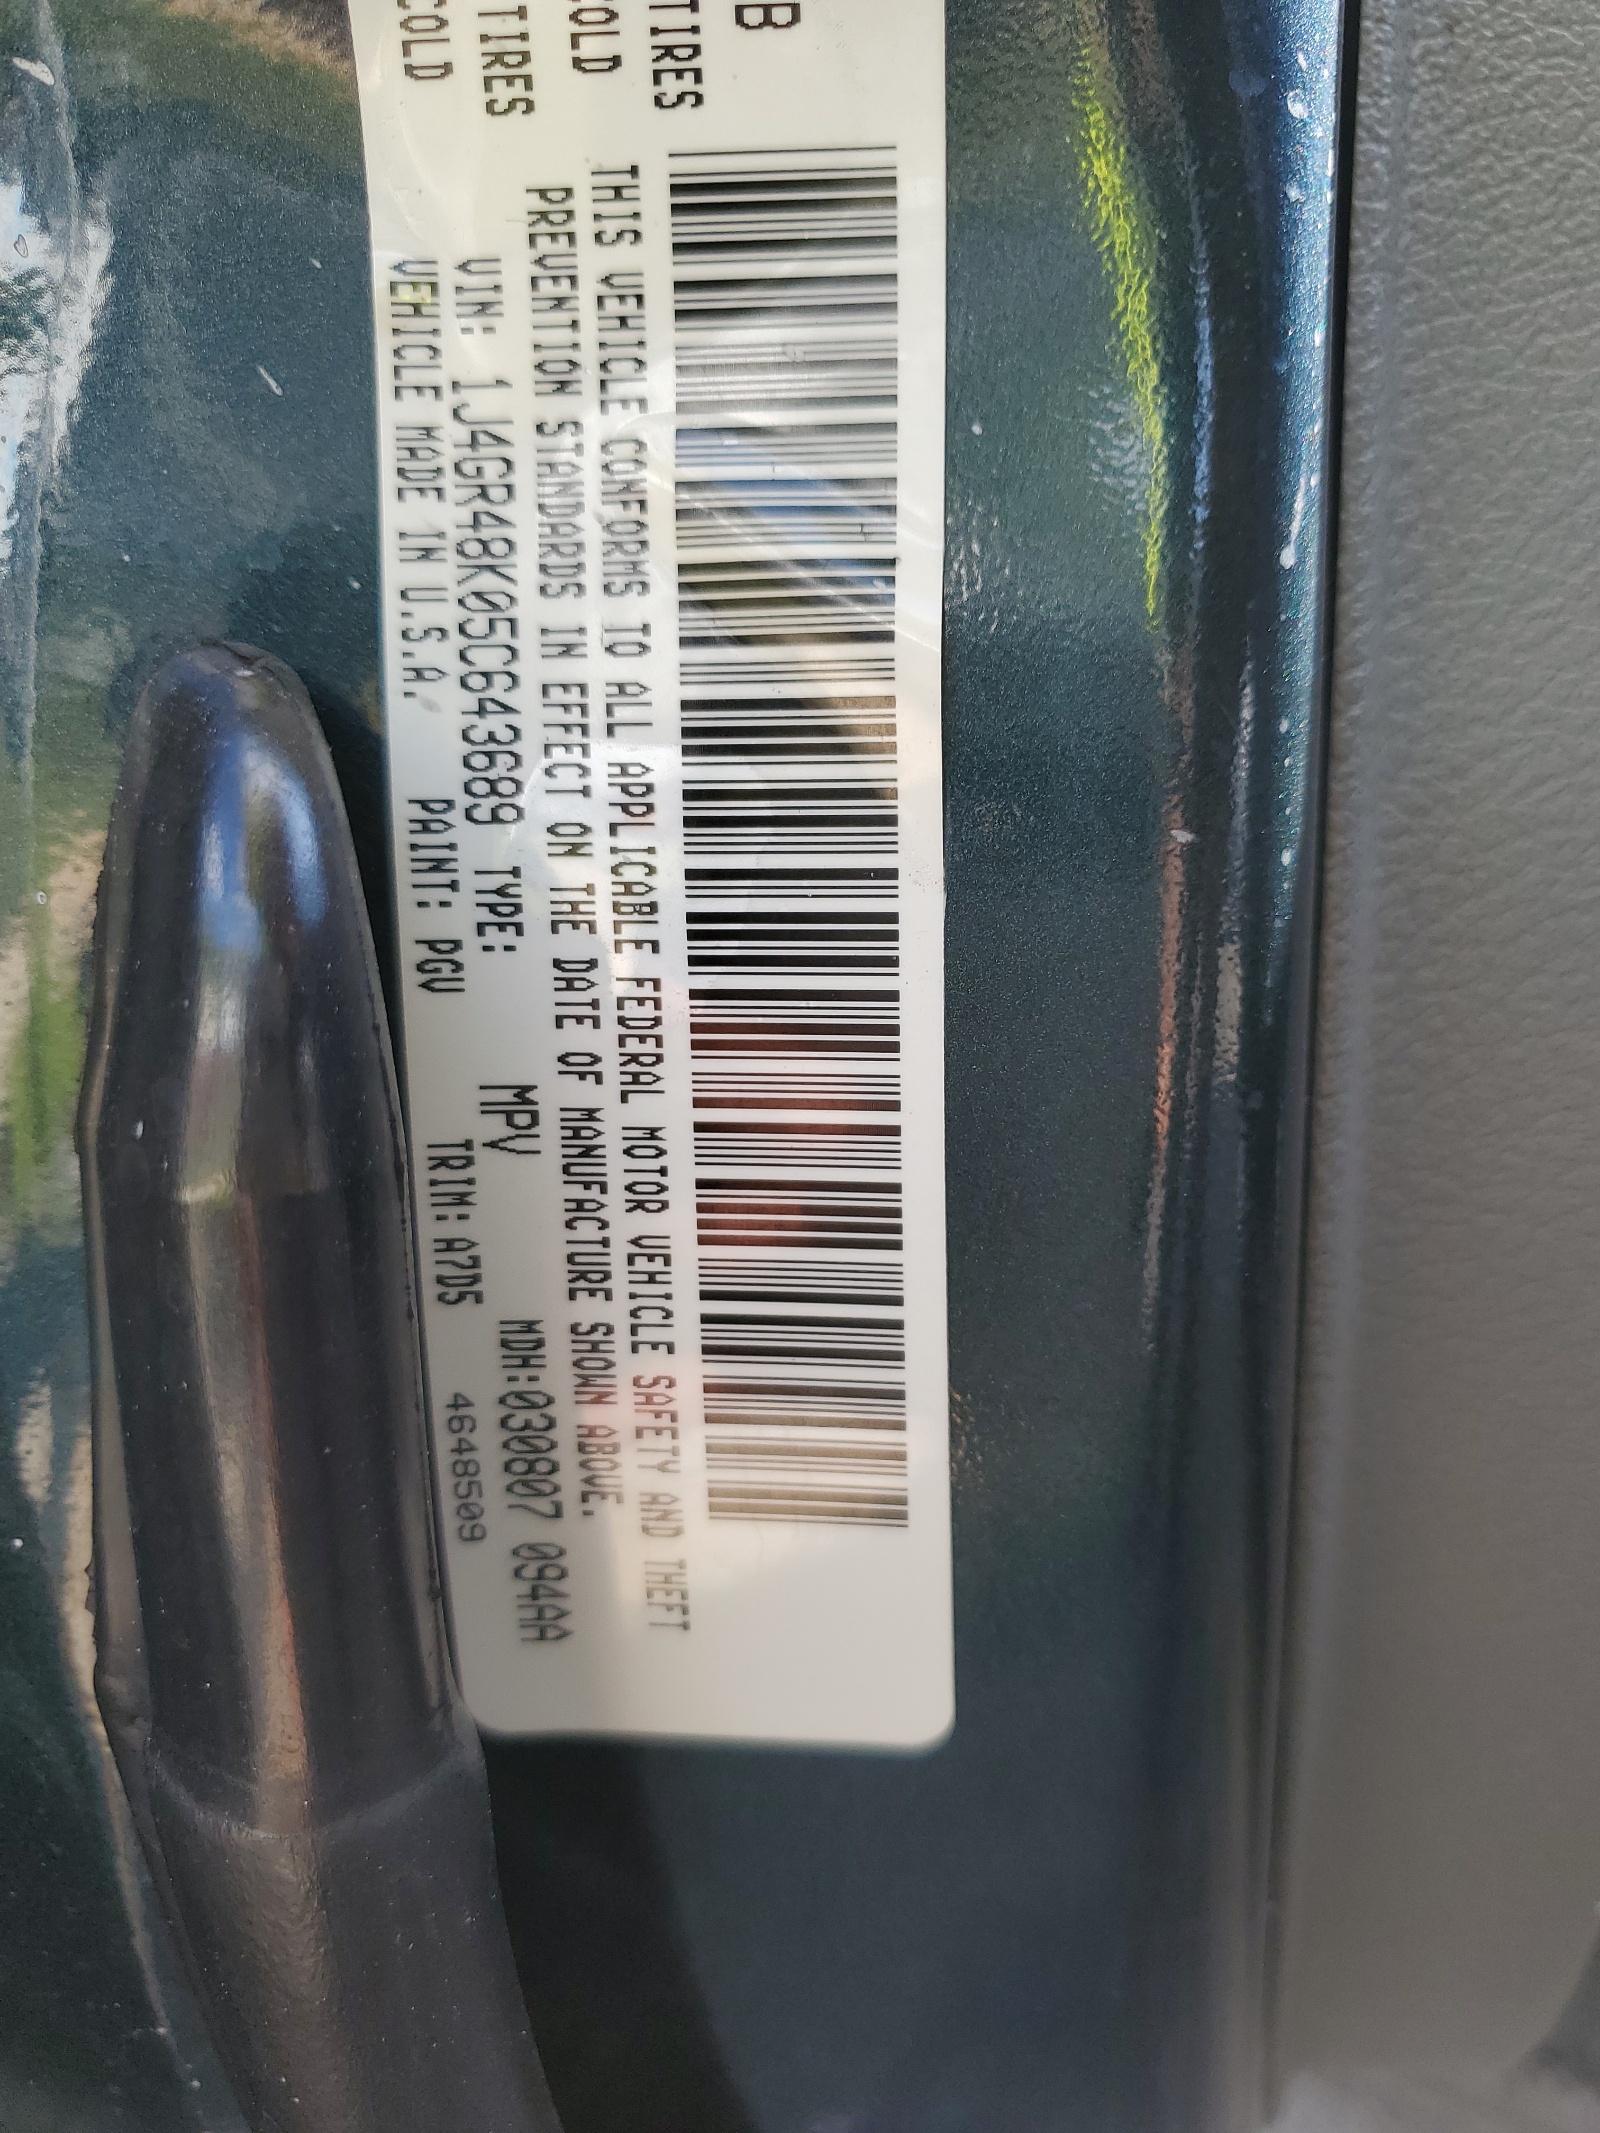 B
TIRES
COLD
TIRES
COLD
THIS VEHICLE CONFORMS TO ALL APPLICABLE FEDERAL MOTOR VEHICLE SAFETY AND THEFT
PREVENTION STANDARDS IN EFFECT ON THE DATE OF MANUFACTURE SHOWN ABOVE.
VIN: 1J4GR48K05C643689 TYPE: MPV MDH:030807 094AA
VEHICLE MADE IN U.S.A. PAINT: PGV TRIM: A7D5 4648509